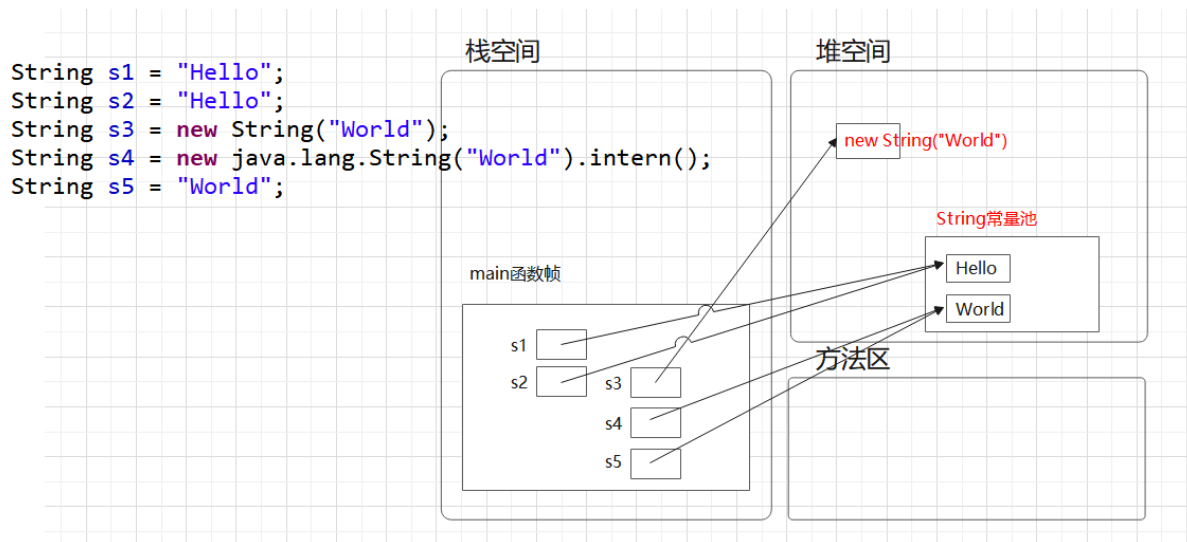 String s1 = "Hello";
String s2 = "Hello";
String s3 = new String("World");
String s4 = new java.lang.String("World").intern();
String s5 = "World";
栈空间
main函数帧
s1
s2
s3
s4
s5
堆空间
new String("World")
String常量池
Hello
World
方法区